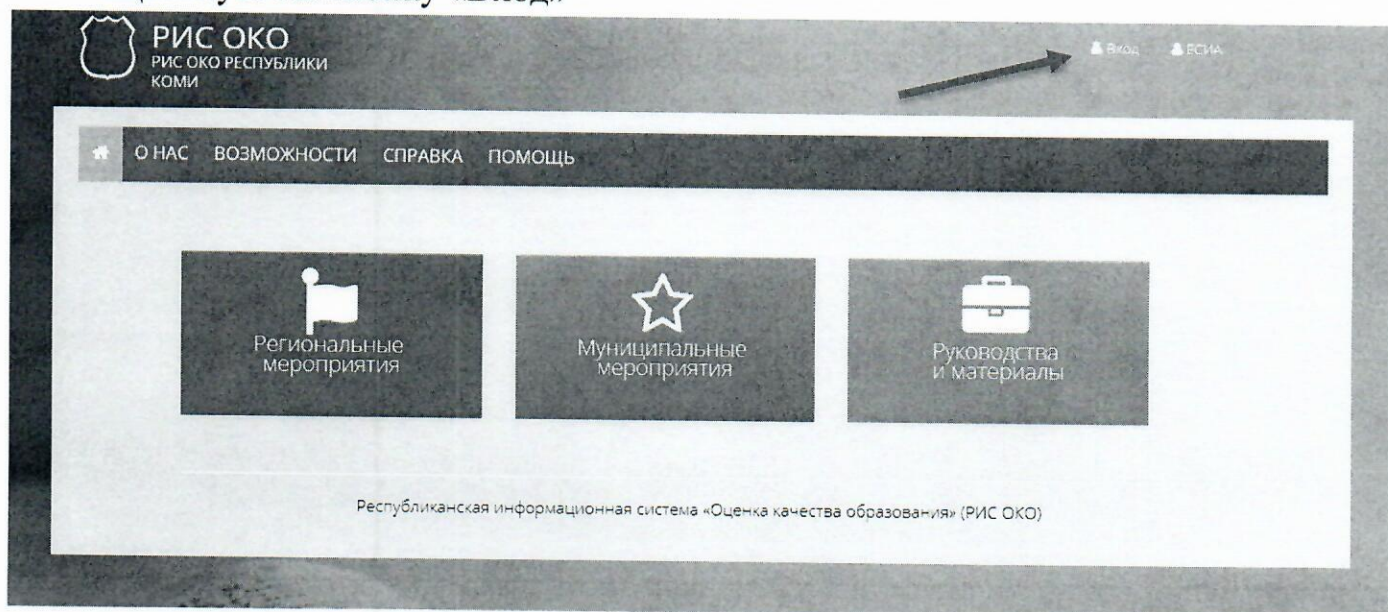 РИС ОКО
РИС ОКО РЕСПУБЛИКИ
КОМИ
Вход ЕСИА
О НАС ВОЗМОЖНОСТИ СПРАВКА ПОМОЩЬ
Региональные
мероприятия
Муниципальные
мероприятия
Руководства
и материалы
Республиканская информационная система «Оценка качества образования» (РИС ОКО)